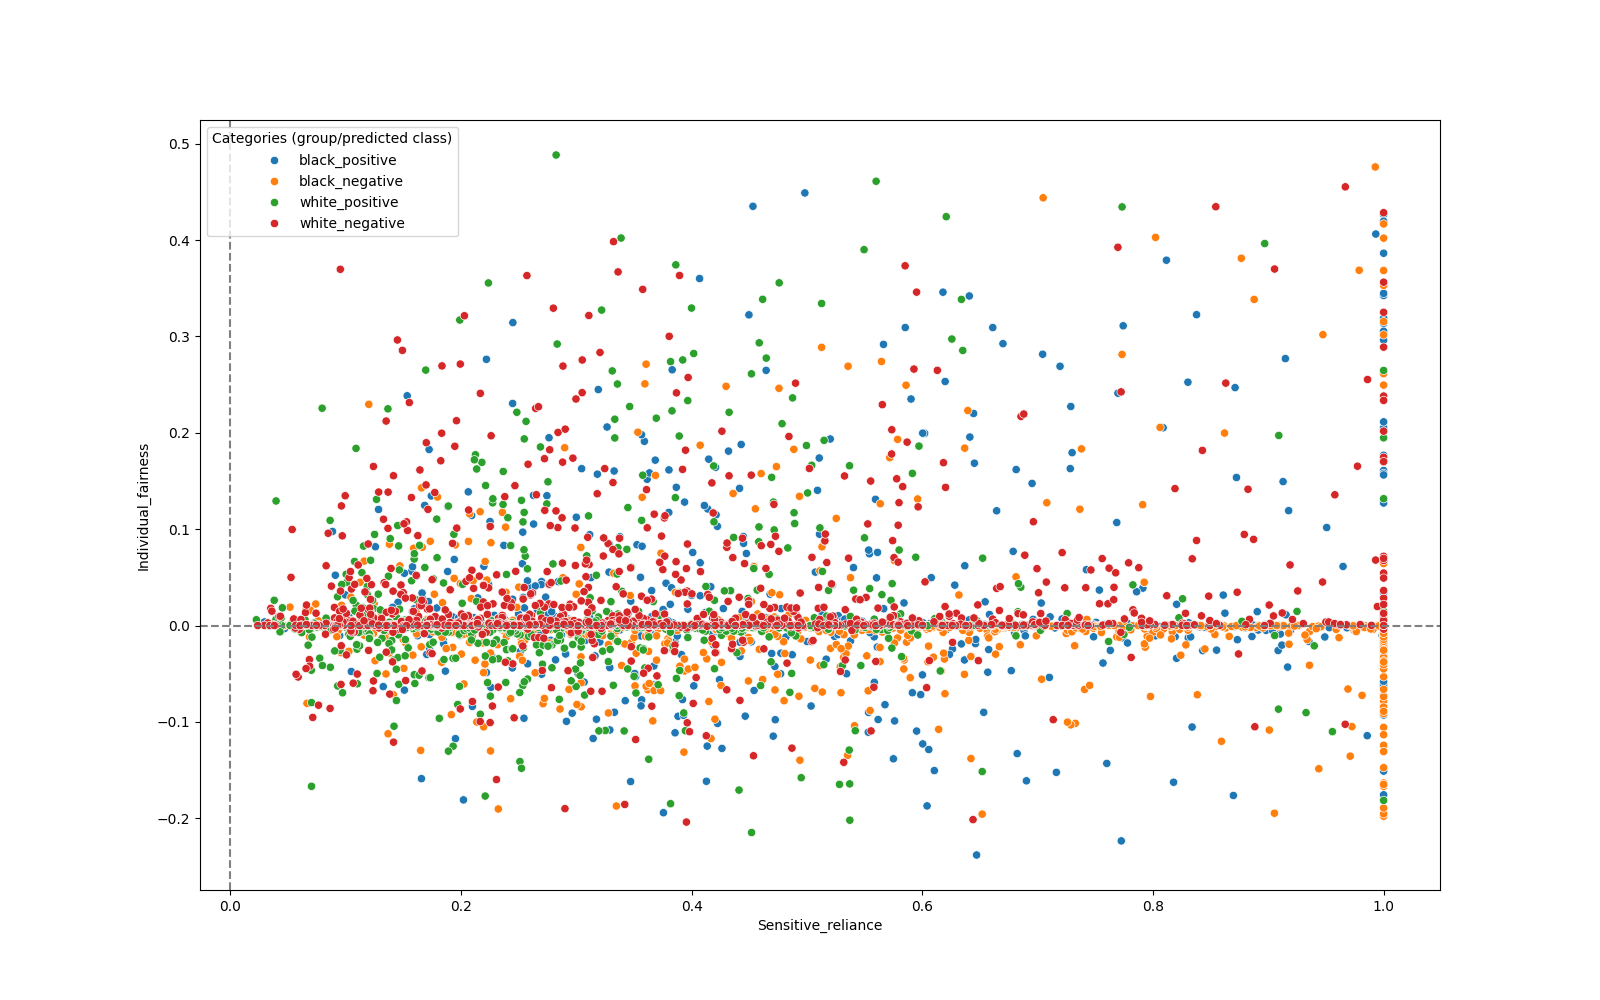 Categories (group/predicted class)
black_positive
black_negative
white_positive
white_negative
0.5
0.4
0.3
0.2
0.1
0.0
−0.1
−0.2
Individual_fairness
0.0 0.2 0.4 0.6 0.8 1.0
Sensitive_reliance